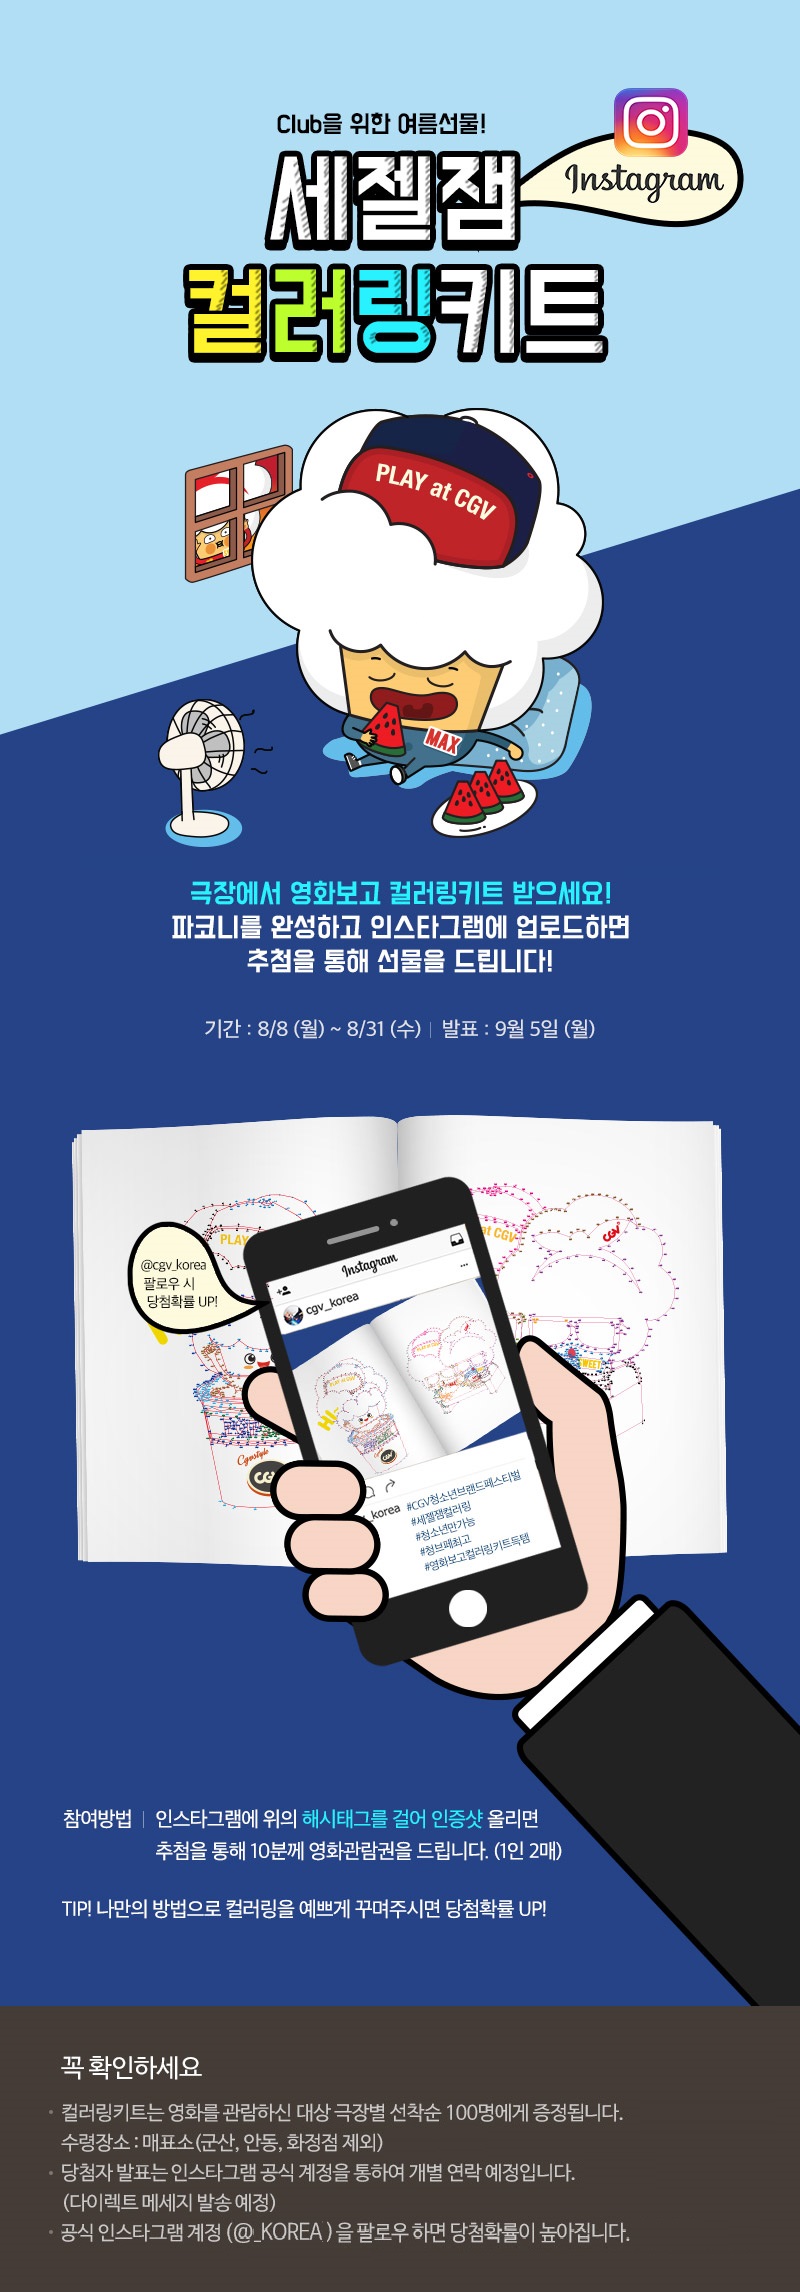 Club을 위한 여름선물!
세젤잼
Instagram
컬러링키트
PLAY at CGV
MAX
극장에서 영화보고 컬러링키트 받으세요!
파코니를 완성하고 인스타그램에 업로드하면
추첨을 통해 선물을 드립니다!
기간 : 8/8 (월) ~ 8/31 (수) | 발표 : 9월 5일 (월)
PLAY
at CGV
CGV
@cgv_korea
팔로우 시
당첨확률 UP!
Instagram
cgv_korea
PLAY at CGV
HI~
SWEET
Cgvstyle
CG
_korea #CGV청소년브랜드페스티벌
#세젤잼컬러링
#청소년만가능
#청브페최고
#영화보고컬러링키트득템
참여방법 | 인스타그램에 위의 해시태그를 걸어 인증샷 올리면
추첨을 통해 10분께 영화관람권을 드립니다. (1인 2매)
TIP! 나만의 방법으로 컬러링을 예쁘게 꾸며주시면 당첨확률 UP!
꼭 확인하세요
• 컬러링키트는 영화를 관람하신 대상 극장별 선착순 100명에게 증정됩니다.
수령장소 : 매표소(군산, 안동, 화정점 제외)
• 당첨자 발표는 인스타그램 공식 계정을 통하여 개별 연락 예정입니다.
(다이렉트 메세지 발송 예정)
• 공식 인스타그램 계정 (@_KOREA ) 을 팔로우 하면 당첨확률이 높아집니다.